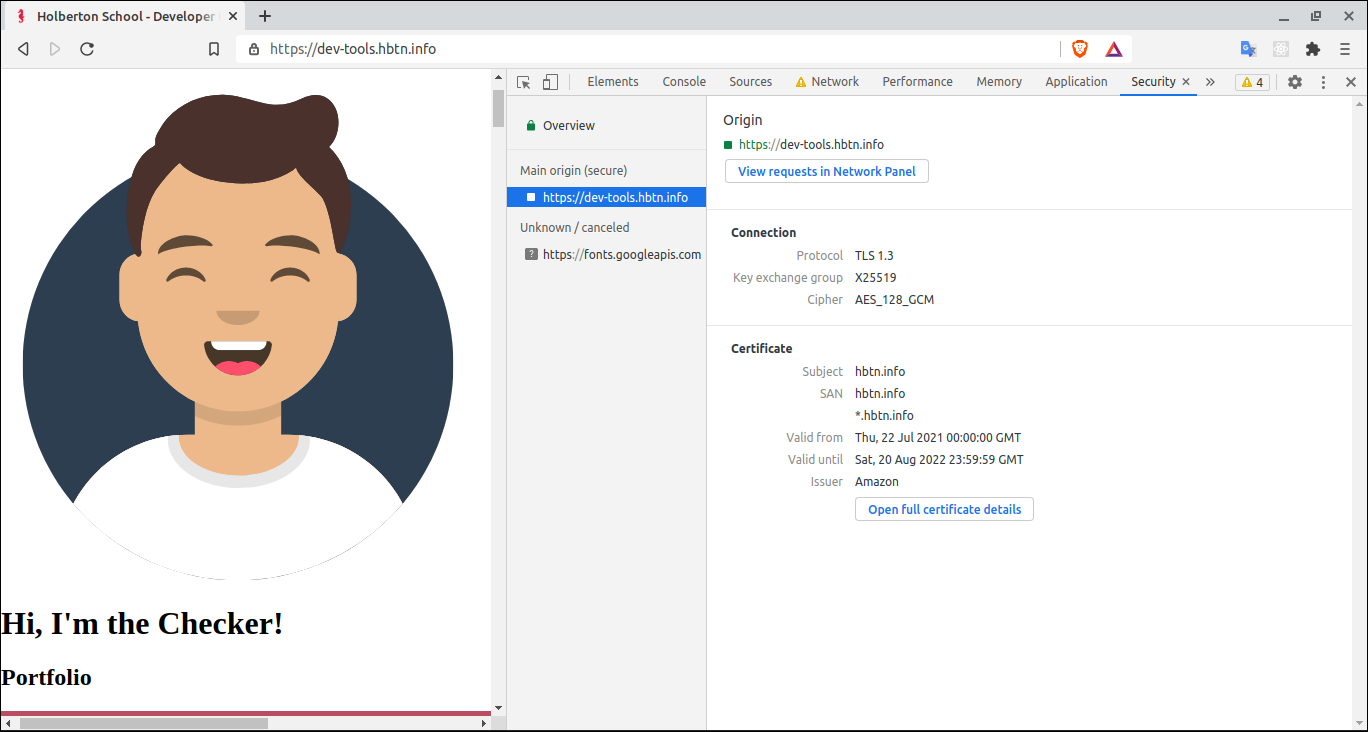 Holberton School - Developer
https://dev-tools.hbtn.info
Elements Console Sources Network Performance Memory Application Security 4
Hi, I'm the Checker!
Portfolio
Overview
Main origin (secure)
https://dev-tools.hbtn.info
Unknown / canceled
? https://fonts.googleapis.com
Origin
https://dev-tools.hbtn.info
View requests in Network Panel
Connection
Protocol TLS 1.3
Key exchange group X25519
Cipher AES_128_GCM
Certificate
Subject hbtn.info
SAN hbtn.info
*.hbtn.info
Valid from Thu, 22 Jul 2021 00:00:00 GMT
Valid until Sat, 20 Aug 2022 23:59:59 GMT
Issuer Amazon
Open full certificate details